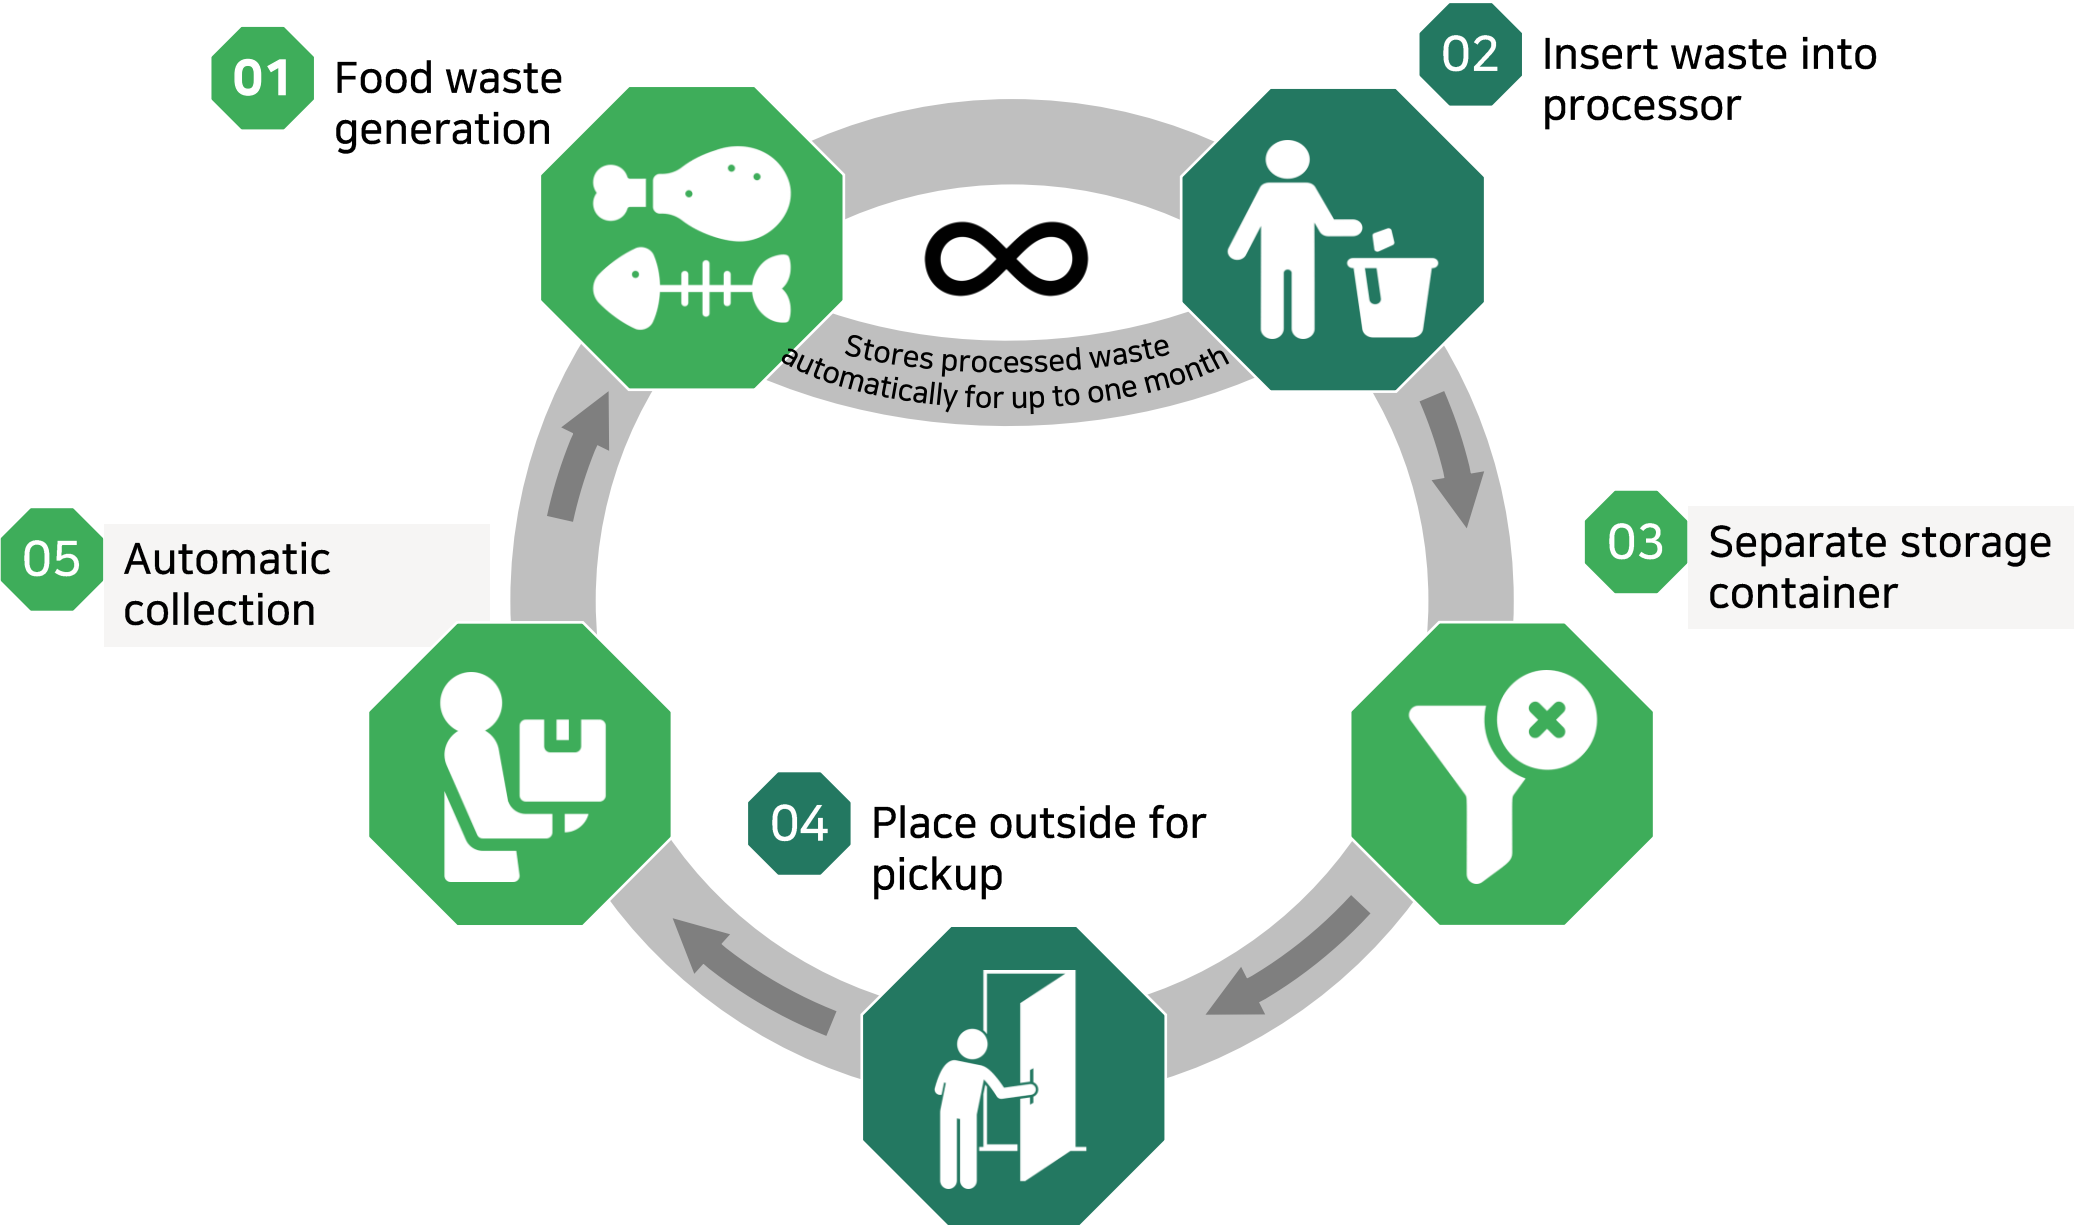 01
Food waste
generation
02
Insert waste into
processor
Stores processed waste
automatically for up to one month
03
Separate storage
container
04
Place outside for
pickup
05
Automatic
collection